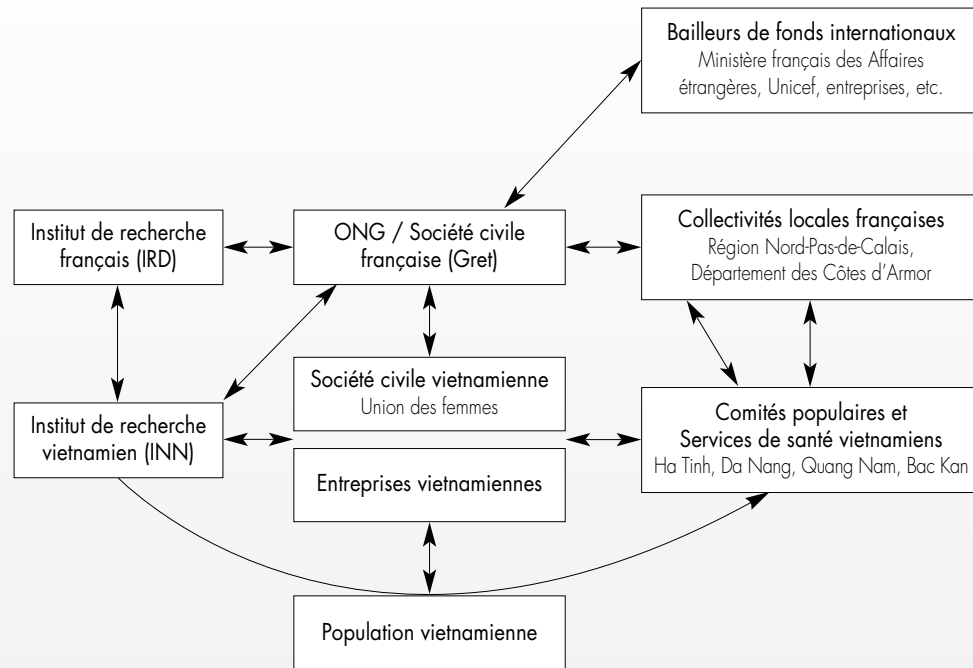 Bailleurs de fonds internationaux
Ministère français des Affaires
étrangères, Unicef, entreprises, etc.
Institut de recherche
français (IRD)
ONG / Société civile
française (Gret)
Collectivités locales françaises
Région Nord-Pas-de-Calais,
Département des Côtes d'Armor
Société civile vietnamienne
Union des femmes
Institut de recherche
vietnamien (INN)
Comités populaires et
Services de santé vietnamiens
Ha Tinh, Da Nang, Quang Nam, Bac Kan
Entreprises vietnamiennes
Population vietnamienne